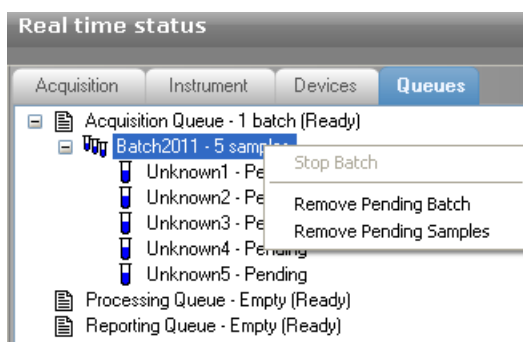 Real time status
Acquisition Instrument Devices Queues
Acquisition Queue - 1 batch (Ready)
Batch2011 - 5 samples
Stop Batch
Unknown1 - Pe
Unknown2 - Pe
Remove Pending Batch
Unknown3 - Pe
Remove Pending Samples
Unknown4 - Pending
Unknown5 - Pending
Processing Queue - Empty (Ready)
Reporting Queue - Empty (Ready)